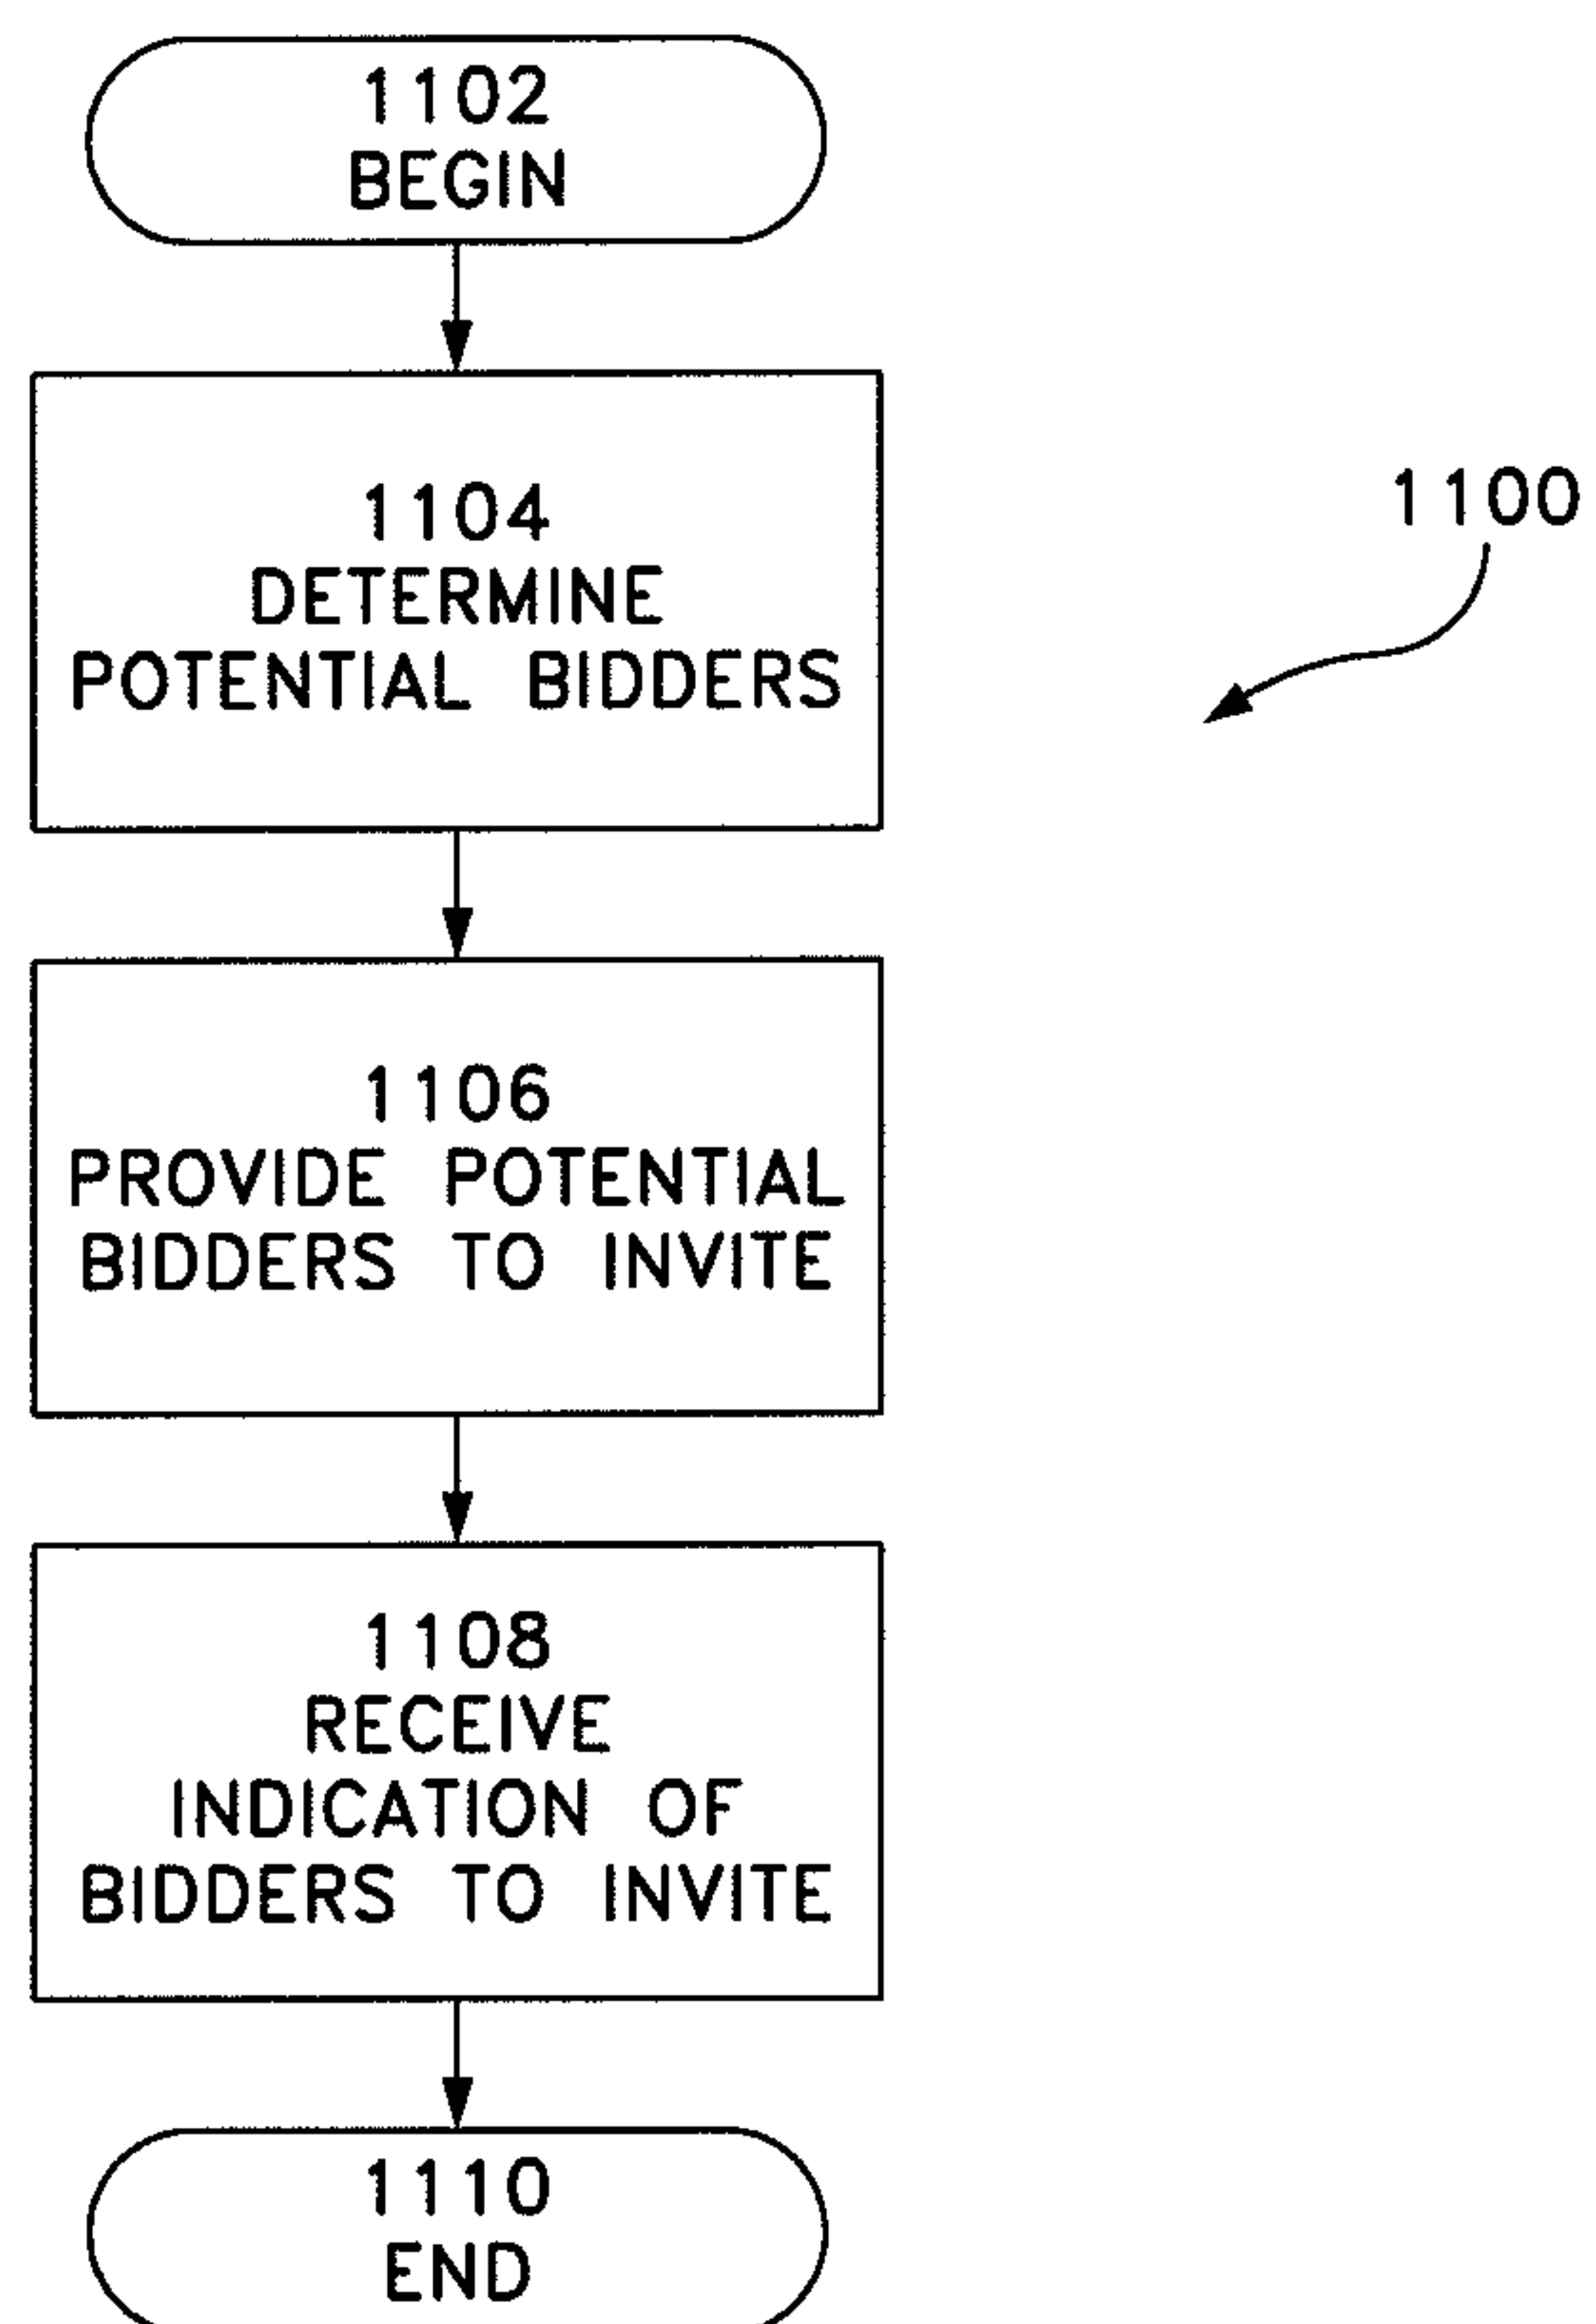 1102
BEGIN
1104
DETERMINE
POTENTIAL BIDDERS
1100
1106
PROVIDE POTENTIAL
BIDDERS TO INVITE
1108
RECEIVE
INDICATION OF
BIDDERS TO INVITE
1110
END